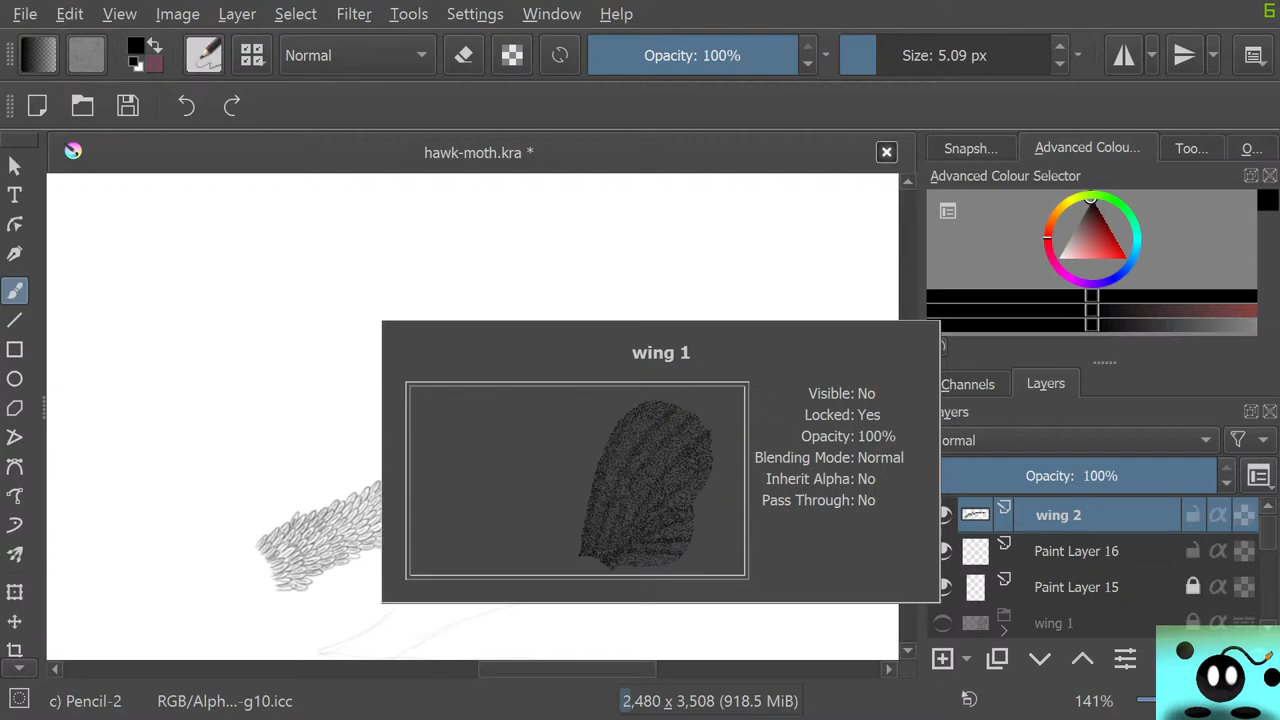 File Edit View Image Layer Select Filter Tools Settings Window Help
6
Normal Opacity: 100% Size: 5.09 px
hawk-moth.kra *
Snapsh... Advanced Colou... Too... O...
Advanced Colour Selector
wing 1
Visible: No
Locked: Yes
Opacity: 100%
Blending Mode: Normal
Inherit Alpha: No
Pass Through: No
Channels Layers
ayers
ormal
Opacity: 100%
wing 2
Paint Layer 16
Paint Layer 15
wing 1
c) Pencil-2 RGB/Alph...-g10.icc 2,480 x 3,508 (918.5 MiB) 141%